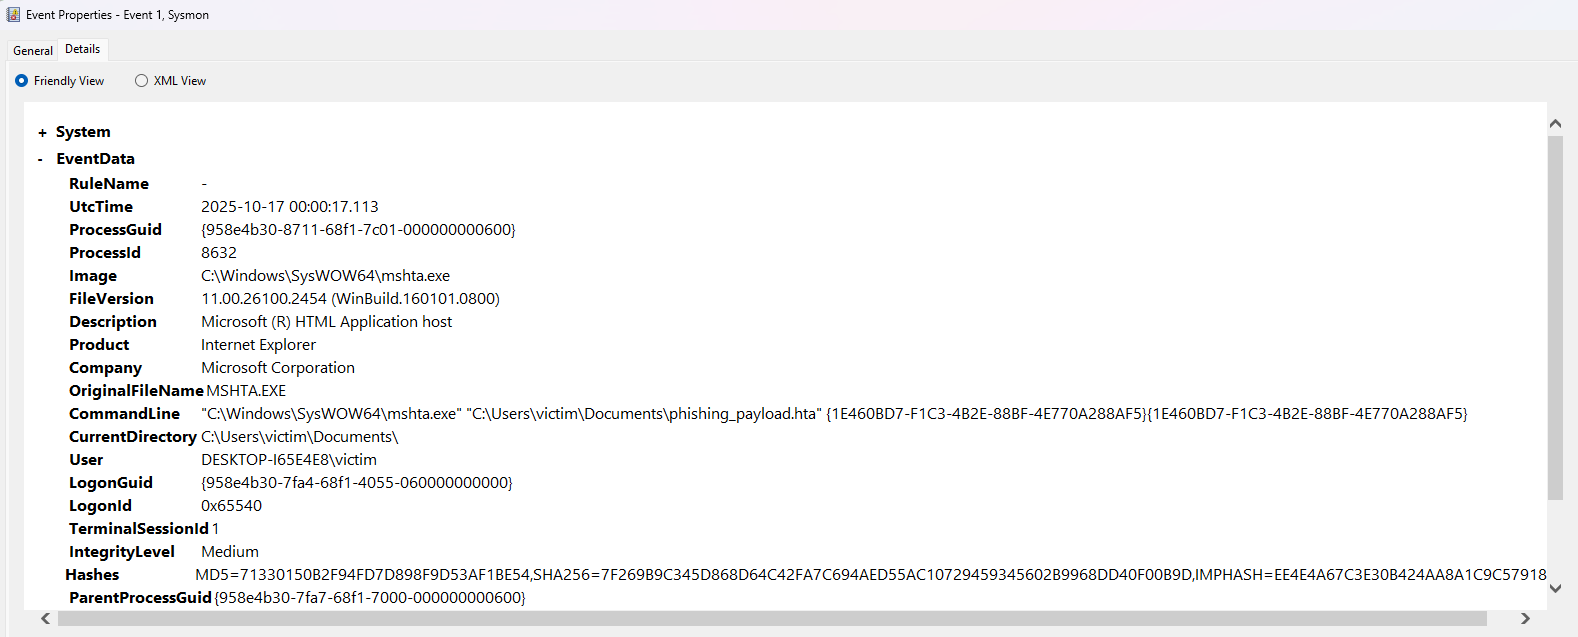 Event Properties - Event 1, Sysmon
General Details
Friendly View XML View
+ System
- EventData
RuleName -
UtcTime 2025-10-17 00:00:17.113
ProcessGuid {958e4b30-8711-68f1-7c01-000000000600}
ProcessId 8632
Image C:\Windows\SysWOW64\mshta.exe
FileVersion 11.00.26100.2454 (WinBuild.160101.0800)
Description Microsoft (R) HTML Application host
Product Internet Explorer
Company Microsoft Corporation
OriginalFileName MSHTA.EXE
CommandLine "C:\Windows\SysWOW64\mshta.exe" "C:\Users\victim\Documents\phishing_payload.hta" {1E460BD7-F1C3-4B2E-88BF-4E770A288AF5}{1E460BD7-F1C3-4B2E-88BF-4E770A288AF5}
CurrentDirectory C:\Users\victim\Documents\
User DESKTOP-I65E4E8\victim
LogonGuid {958e4b30-7fa4-68f1-4055-060000000000}
LogonId 0x65540
TerminalSessionId 1
IntegrityLevel Medium
Hashes MD5=71330150B2F94FD7D898F9D53AF1BE54,SHA256=7F269B9C345D868D64C42FA7C694AED55AC10729459345602B9968DD40F00B9D,IMPHASH=EE4E4A67C3E30B424AA8A1C9C57918
ParentProcessGuid {958e4b30-7fa7-68f1-7000-000000000600}